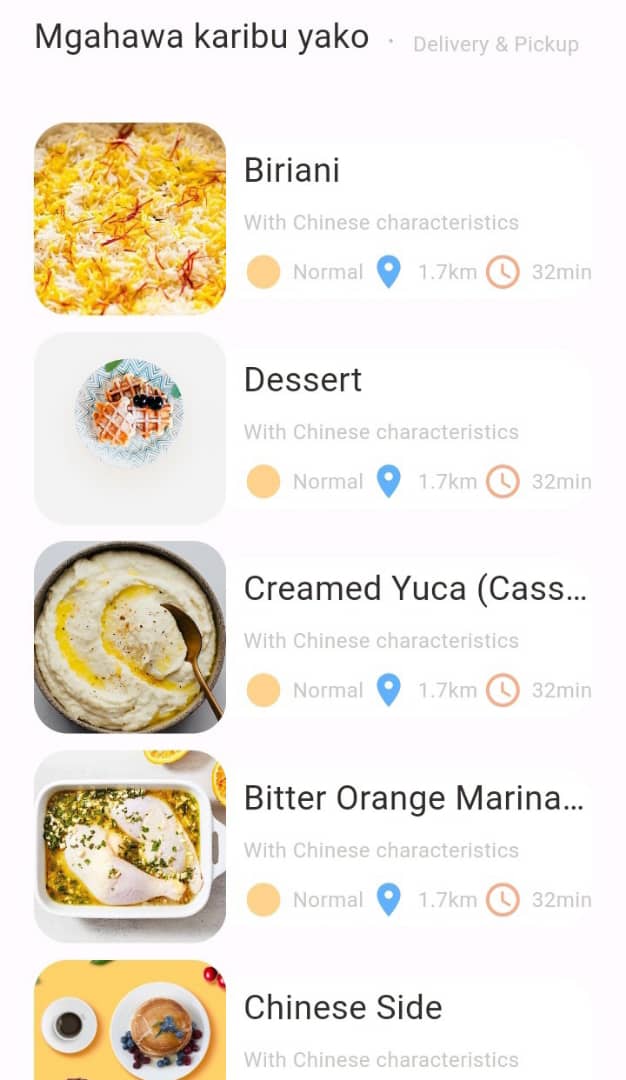 Mgahawa karibu yako · Delivery & Pickup
Biriani
With Chinese characteristics
Normal 1.7km 32min
Dessert
With Chinese characteristics
Normal 1.7km 32min
Creamed Yuca (Cass...
With Chinese characteristics
Normal 1.7km 32min
Bitter Orange Marina...
With Chinese characteristics
Normal 1.7km 32min
Chinese Side
With Chinese characteristics